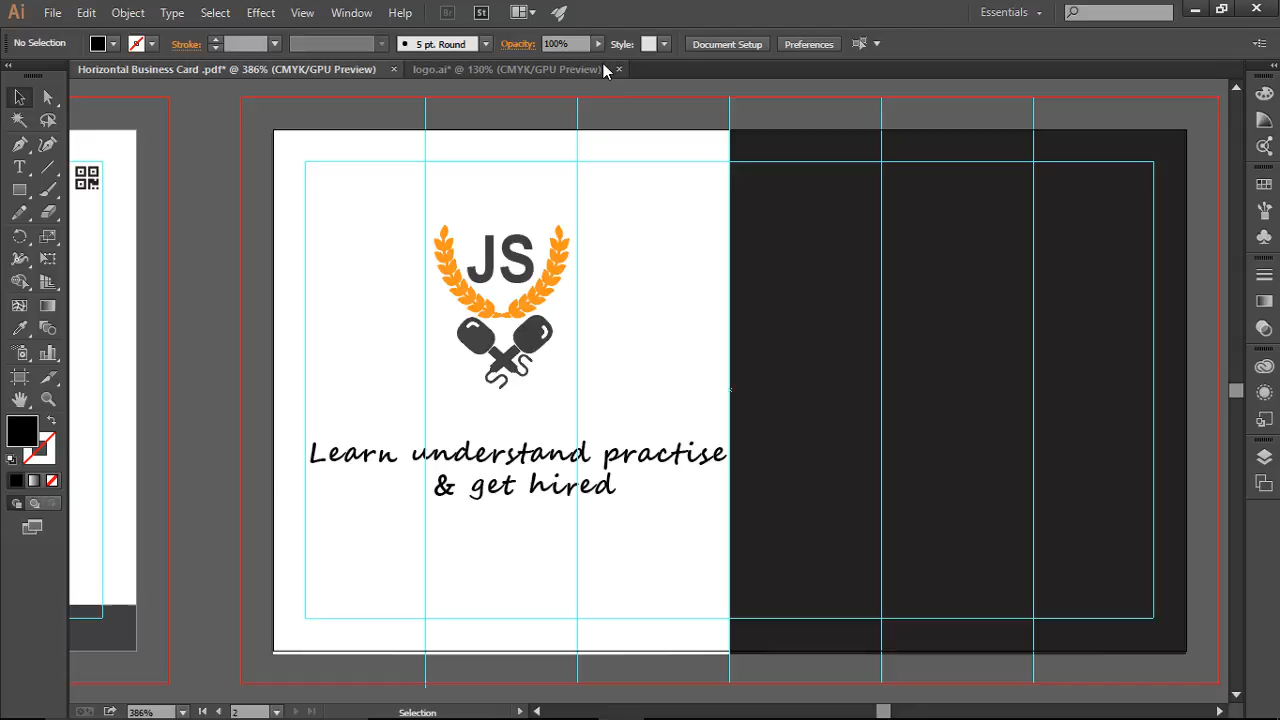 Ai File Edit Object Type Select Effect View Window Help Br St Essentials
No Selection Stroke: 5 pt. Round Opacity: 100% Style: Document Setup Preferences
Horizontal Business Card .pdf* @ 386% (CMYK/GPU Preview) × logo.ai* @ 130% (CMYK/GPU Preview) ×
JS
Learn understand practise
& get hired
386% 2 Selection